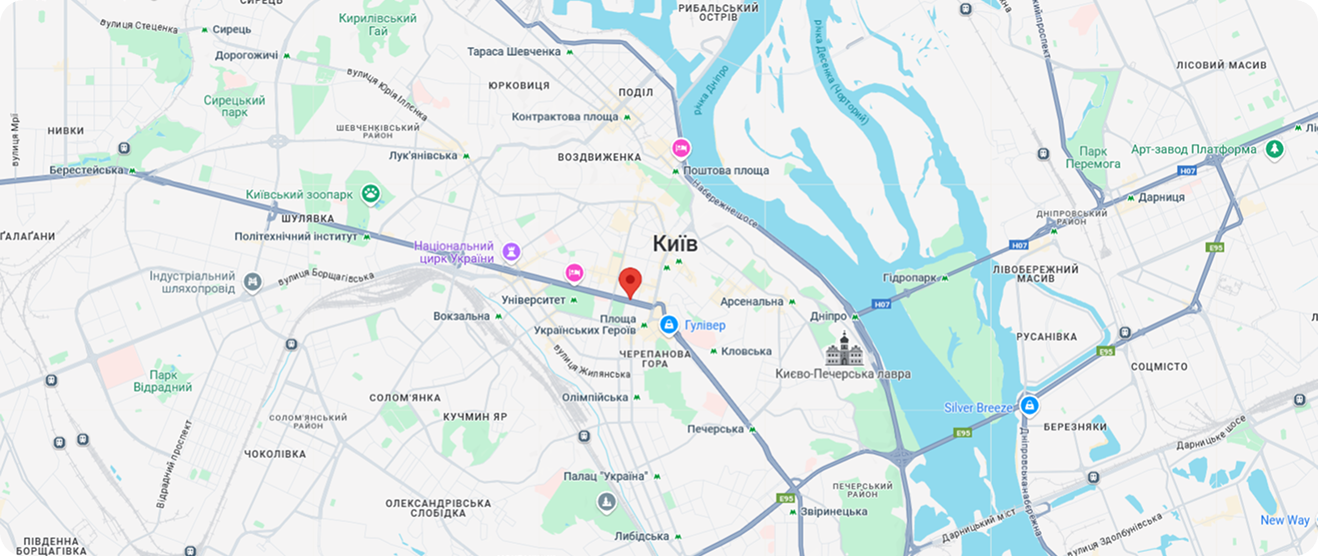 СИРЕЦЬ
вулиця Стеценка
Сирець
Кирилівський
Гай
РИБАЛЬСЬКИЙ
ОСТРІВ
Дорогожичі
Тараса Шевченка
ЛІСОВИЙ МАСИВ
вулиця Юрія Іллєнка
ЮРКОВИЦЯ
ПОДІЛ
річка Дніпро
річка Десенка (Чорторий)
Сирецький
парк
Контрактова площа
вулиця Мрії
НИВКИ
ШЕВЧЕНКІВСЬКИЙ
РАЙОН
Лук'янівська
ВОЗДВИЖЕНКА
Парк
Перемога
Арт-завод Платформа
Берестейська
Поштова площа
H07
Набережне шосе
Київський зоопарк
Дарниця
ШУЛЯВКА
ДНІПРОВСЬКИЙ
РАЙОН
ҐАЛАҐАНИ
Політехнічний інститут
Національний
цирк України
Київ
H07
E95
Індустріальний
шляхопровід
вулиця Борщагівська
Гідропарк
ЛІВОБЕРЕЖНИЙ
МАСИВ
Університет
Арсенальна
H07
Вокзальна
Площа
Українських Героїв
Гулівер
Дніпро
РУСАНІВКА
ЧЕРЕПАНОВА
ГОРА
Кловська
E95
СОЦМІСТО
вулиця Жилянська
Києво-Печерська лавра
Парк
Відрадний
СОЛОМ'ЯНКА
Олімпійська
Silver Breeze
СОЛОМ'ЯНСЬКИЙ
РАЙОН
КУЧМИН ЯР
Печерська
E95
БЕРЕЗНЯКИ
Дарницьке шосе
Відрадний проспект
ЧОКОЛІВКА
Дніпровська набережна
Палац "Україна"
ПЕЧЕРСЬКИЙ
РАЙОН
E95
ОЛЕКСАНДРІВСЬКА
СЛОБІДКА
Звіринецька
Дарницький міст
вулиця Здолбунівська
New Way
Либідська
ПІВДЕННА
БОРЩАГІВКА